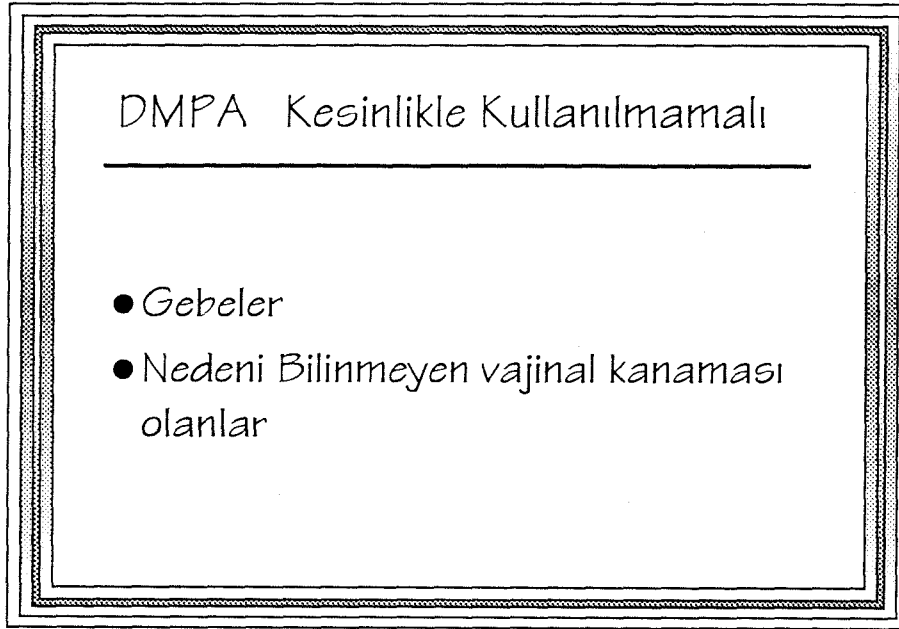 DMPA Kesinlikle Kullanılmamalı
● Gebeler
● Nedeni Bilinmeyen vajinal kanaması
olanlar